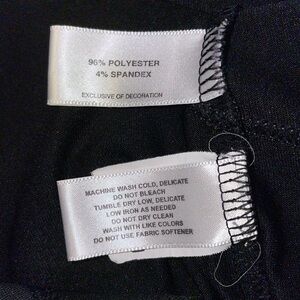 96% POLYESTER
4% SPANDEX
EXCLUSIVE OF DECORATION
MACHINE WASH COLD, DELICATE
DO NOT BLEACH
TUMBLE DRY LOW, DELICATE
LOW IRON AS NEEDED
DO NOT DRY CLEAN
WASH WITH LIKE COLORS
DO NOT USE FABRIC SOFTENER